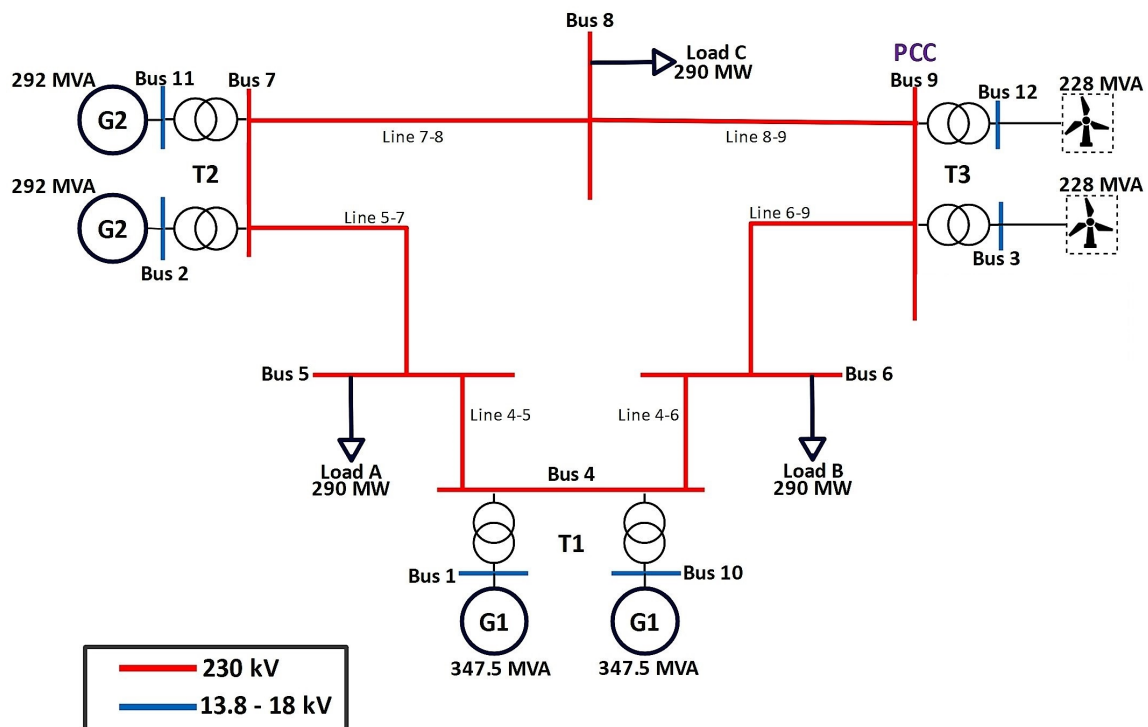 Bus 8
Load C
290 MW
PCC
Bus 9
Bus 12
228 MVA
292 MVA
Bus 11
Bus 7
G2
T2
Line 7-8
Line 8-9
T3
292 MVA
G2
Bus 2
Line 5-7
Line 6-9
228 MVA
Bus 3
Bus 5
Bus 6
Line 4-5
Line 4-6
Load A
290 MW
Bus 4
Load B
290 MW
T1
Bus 1
Bus 10
G1
G1
347.5 MVA
347.5 MVA
230 kV
13.8 - 18 kV